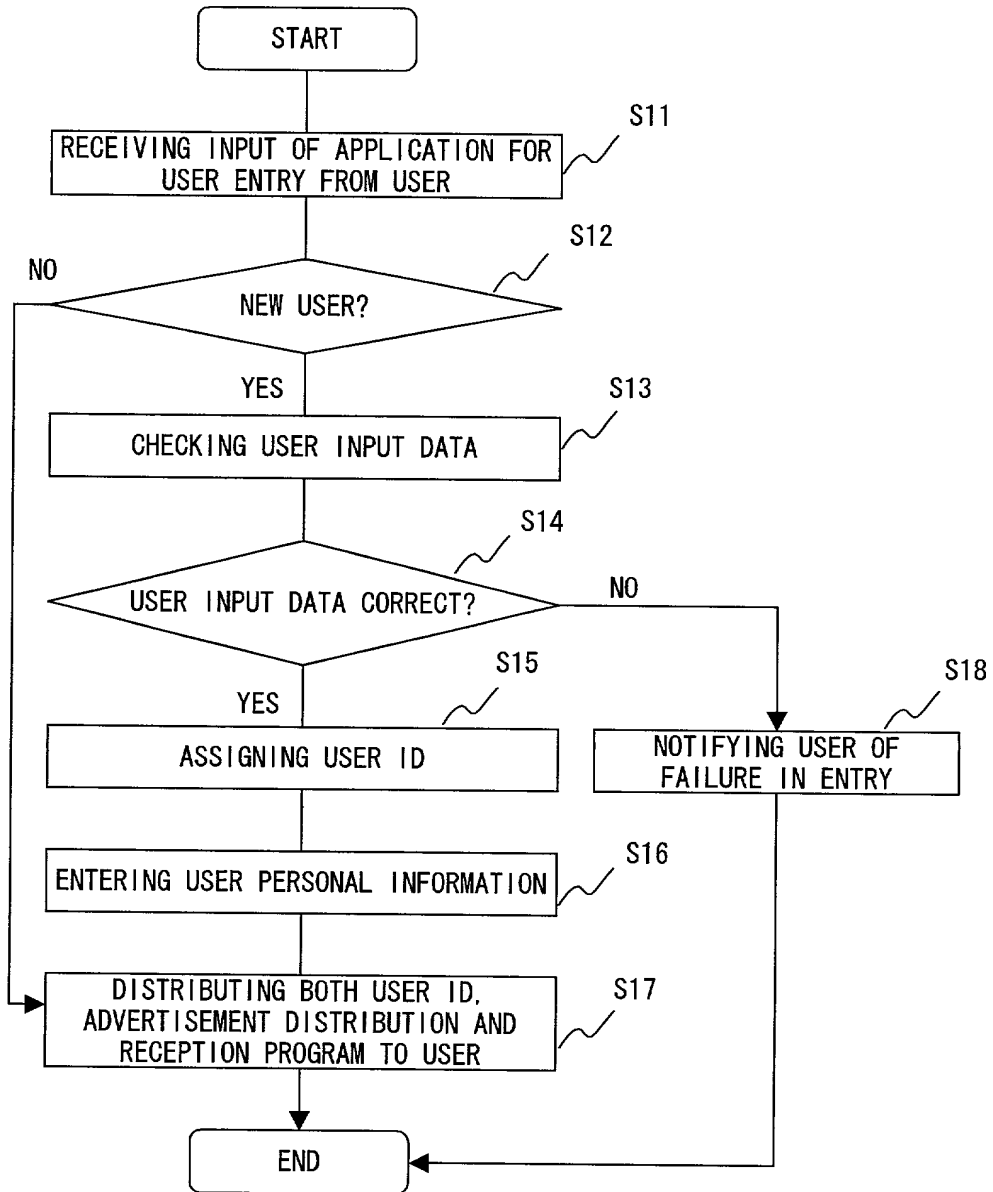 START
S11
RECEIVING INPUT OF APPLICATION FOR
USER ENTRY FROM USER
S12
NO
NEW USER?
YES
S13
CHECKING USER INPUT DATA
S14
USER INPUT DATA CORRECT?
NO
S15
YES
S18
ASSIGNING USER ID
NOTIFYING USER OF
FAILURE IN ENTRY
S16
ENTERING USER PERSONAL INFORMATION
S17
DISTRIBUTING BOTH USER ID,
ADVERTISEMENT DISTRIBUTION AND
RECEPTION PROGRAM TO USER
END